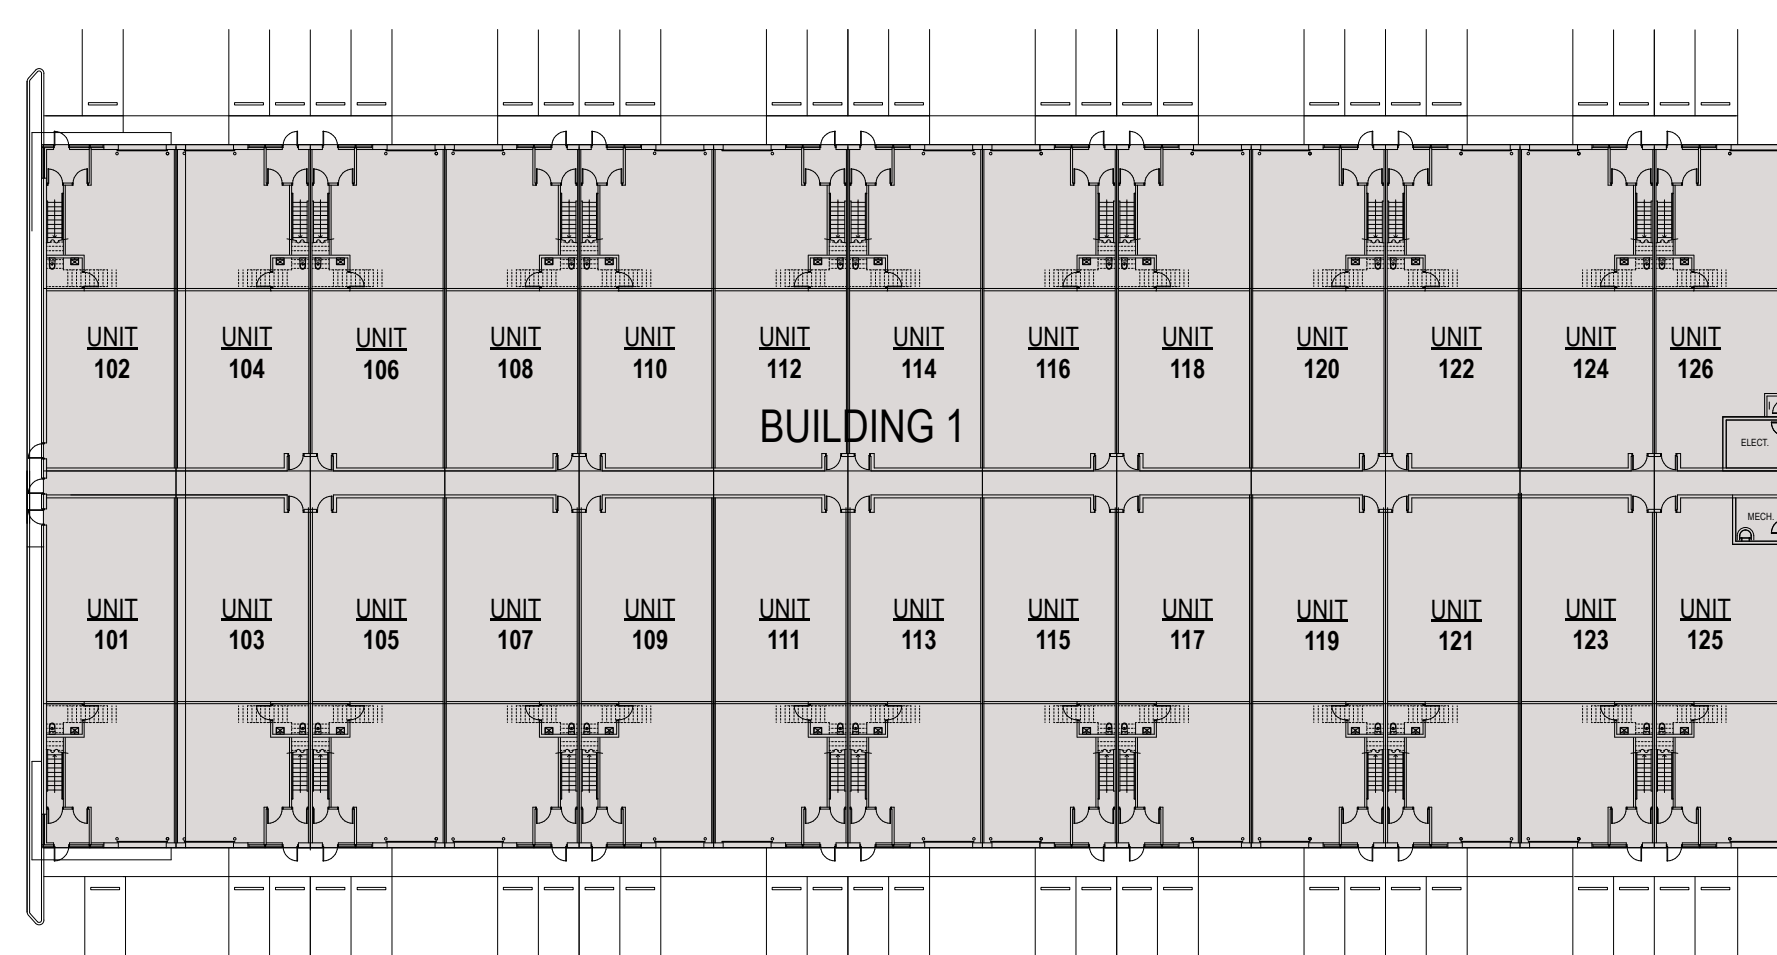 UNIT UNIT UNIT UNIT UNIT UNIT UNIT UNIT UNIT UNIT UNIT UNIT UNIT
102 104 106 108 110 112 114 116 118 120 122 124 126
BUILDING 1
ELECT.
MECH.
UNIT UNIT UNIT UNIT UNIT UNIT UNIT UNIT UNIT UNIT UNIT UNIT UNIT
101 103 105 107 109 111 113 115 117 119 121 123 125